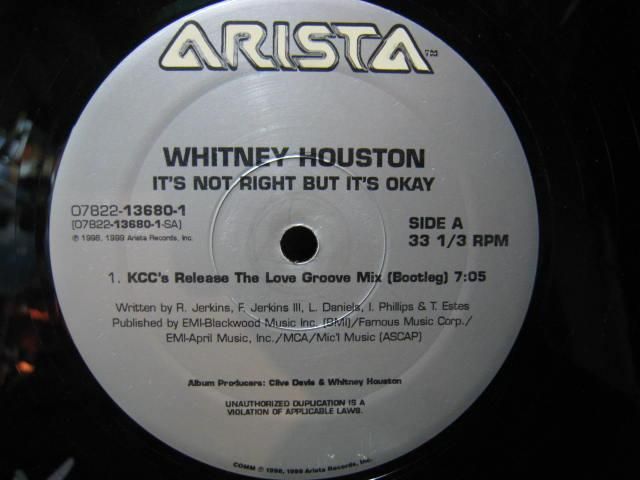 ARISTA™
WHITNEY HOUSTON
IT'S NOT RIGHT BUT IT'S OKAY
07822-13680-1
(07822-13680-1-SA)
℗ 1998, 1999 Arista Records, Inc.
SIDE A
33 1/3 RPM
1. KCC's Release The Love Groove Mix (Bootleg) 7:05
Written by R. Jerkins, F. Jerkins III, L. Daniels, I. Phillips & T. Estes
Published by EMI-Blackwood Music Inc. (BMI)/Famous Music Corp./
EMI-April Music, Inc./MCA/Mic'l Music (ASCAP)
Album Producers: Clive Davis & Whitney Houston
UNAUTHORIZED DUPLICATION IS A
VIOLATION OF APPLICABLE LAWS.
COMM ℗ 1998, 1999 Arista Records, Inc.